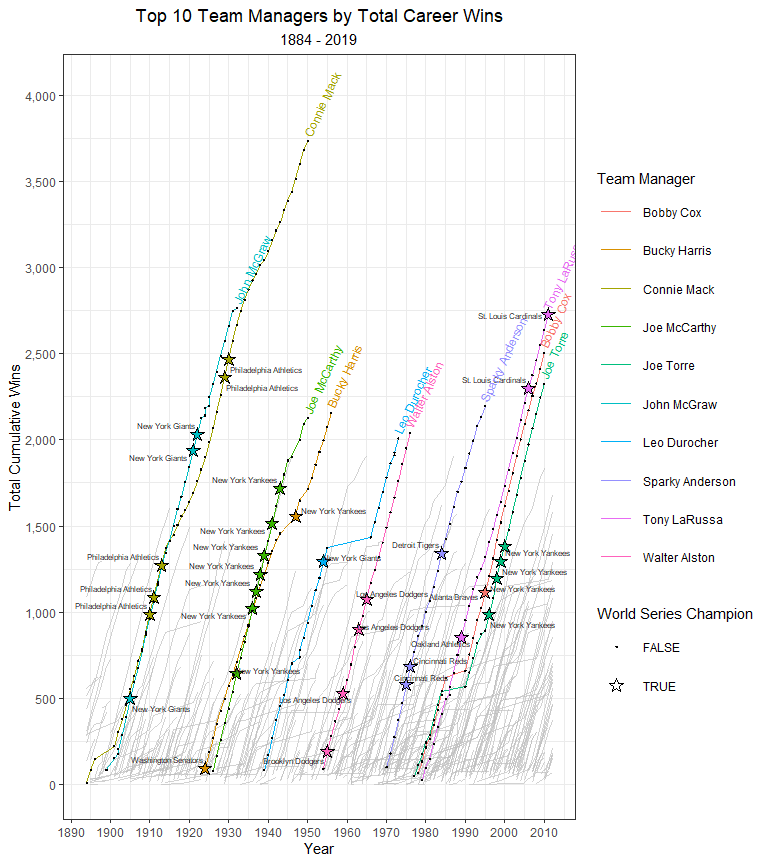 Top 10 Team Managers by Total Career Wins
1884 - 2019
Total Cumulative Wins
4,000
3,500
3,000
2,500
2,000
1,500
1,000
500
0
Connie Mack
John McGraw
Joe McCarthy
Bucky Harris
Leo Durocher
Walter Alston
Sparky Anderson
Tony LaRuss
Bobby Cox
Joe Torre
St. Louis Cardinals
Philadelphia Athletics
St. Louis Cardinals
Philadelphia Athletics
New York Giants
New York Giants
New York Yankees
New York Yankees
New York Yankees
New York Yankees
Detroit Tigers
New York Yankees
Philadelphia Athletics
New York Giants
New York Yankees
New York Yankees
New York Yankees
Philadelphia Athletics
Los Angeles Dodgers
Atlanta Braves
New York Yankees
Philadelphia Athletics
New York Yankees
Los Angeles Dodgers
New York Yankees
Oakland Athletics
New York Yankees
Cincinnati Reds
Cincinnati Reds
New York Giants
Los Angeles Dodgers
Washington Senators
Brooklyn Dodgers
1890 1900 1910 1920 1930 1940 1950 1960 1970 1980 1990 2000 2010
Year
Team Manager
Bobby Cox
Bucky Harris
Connie Mack
Joe McCarthy
Joe Torre
John McGraw
Leo Durocher
Sparky Anderson
Tony LaRussa
Walter Alston
World Series Champion
FALSE
TRUE